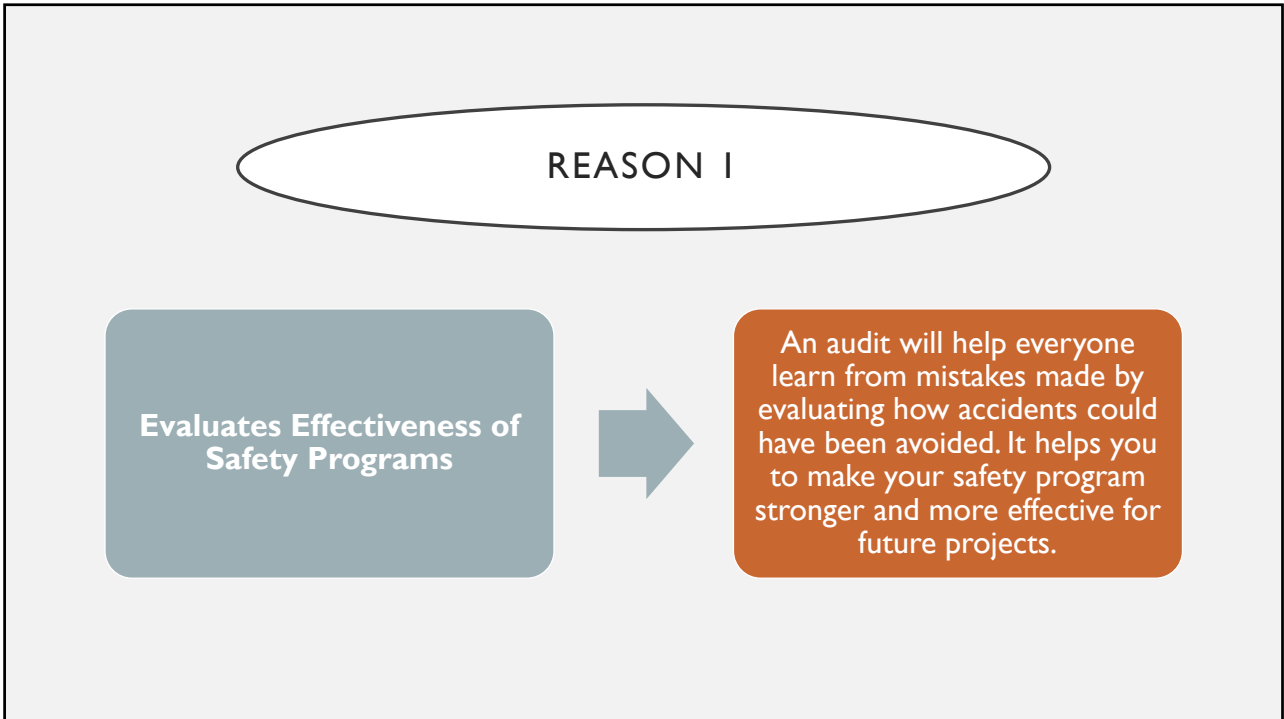 REASON 1
Evaluates Effectiveness of
Safety Programs
An audit will help everyone
learn from mistakes made by
evaluating how accidents could
have been avoided. It helps you
to make your safety program
stronger and more effective for
future projects.